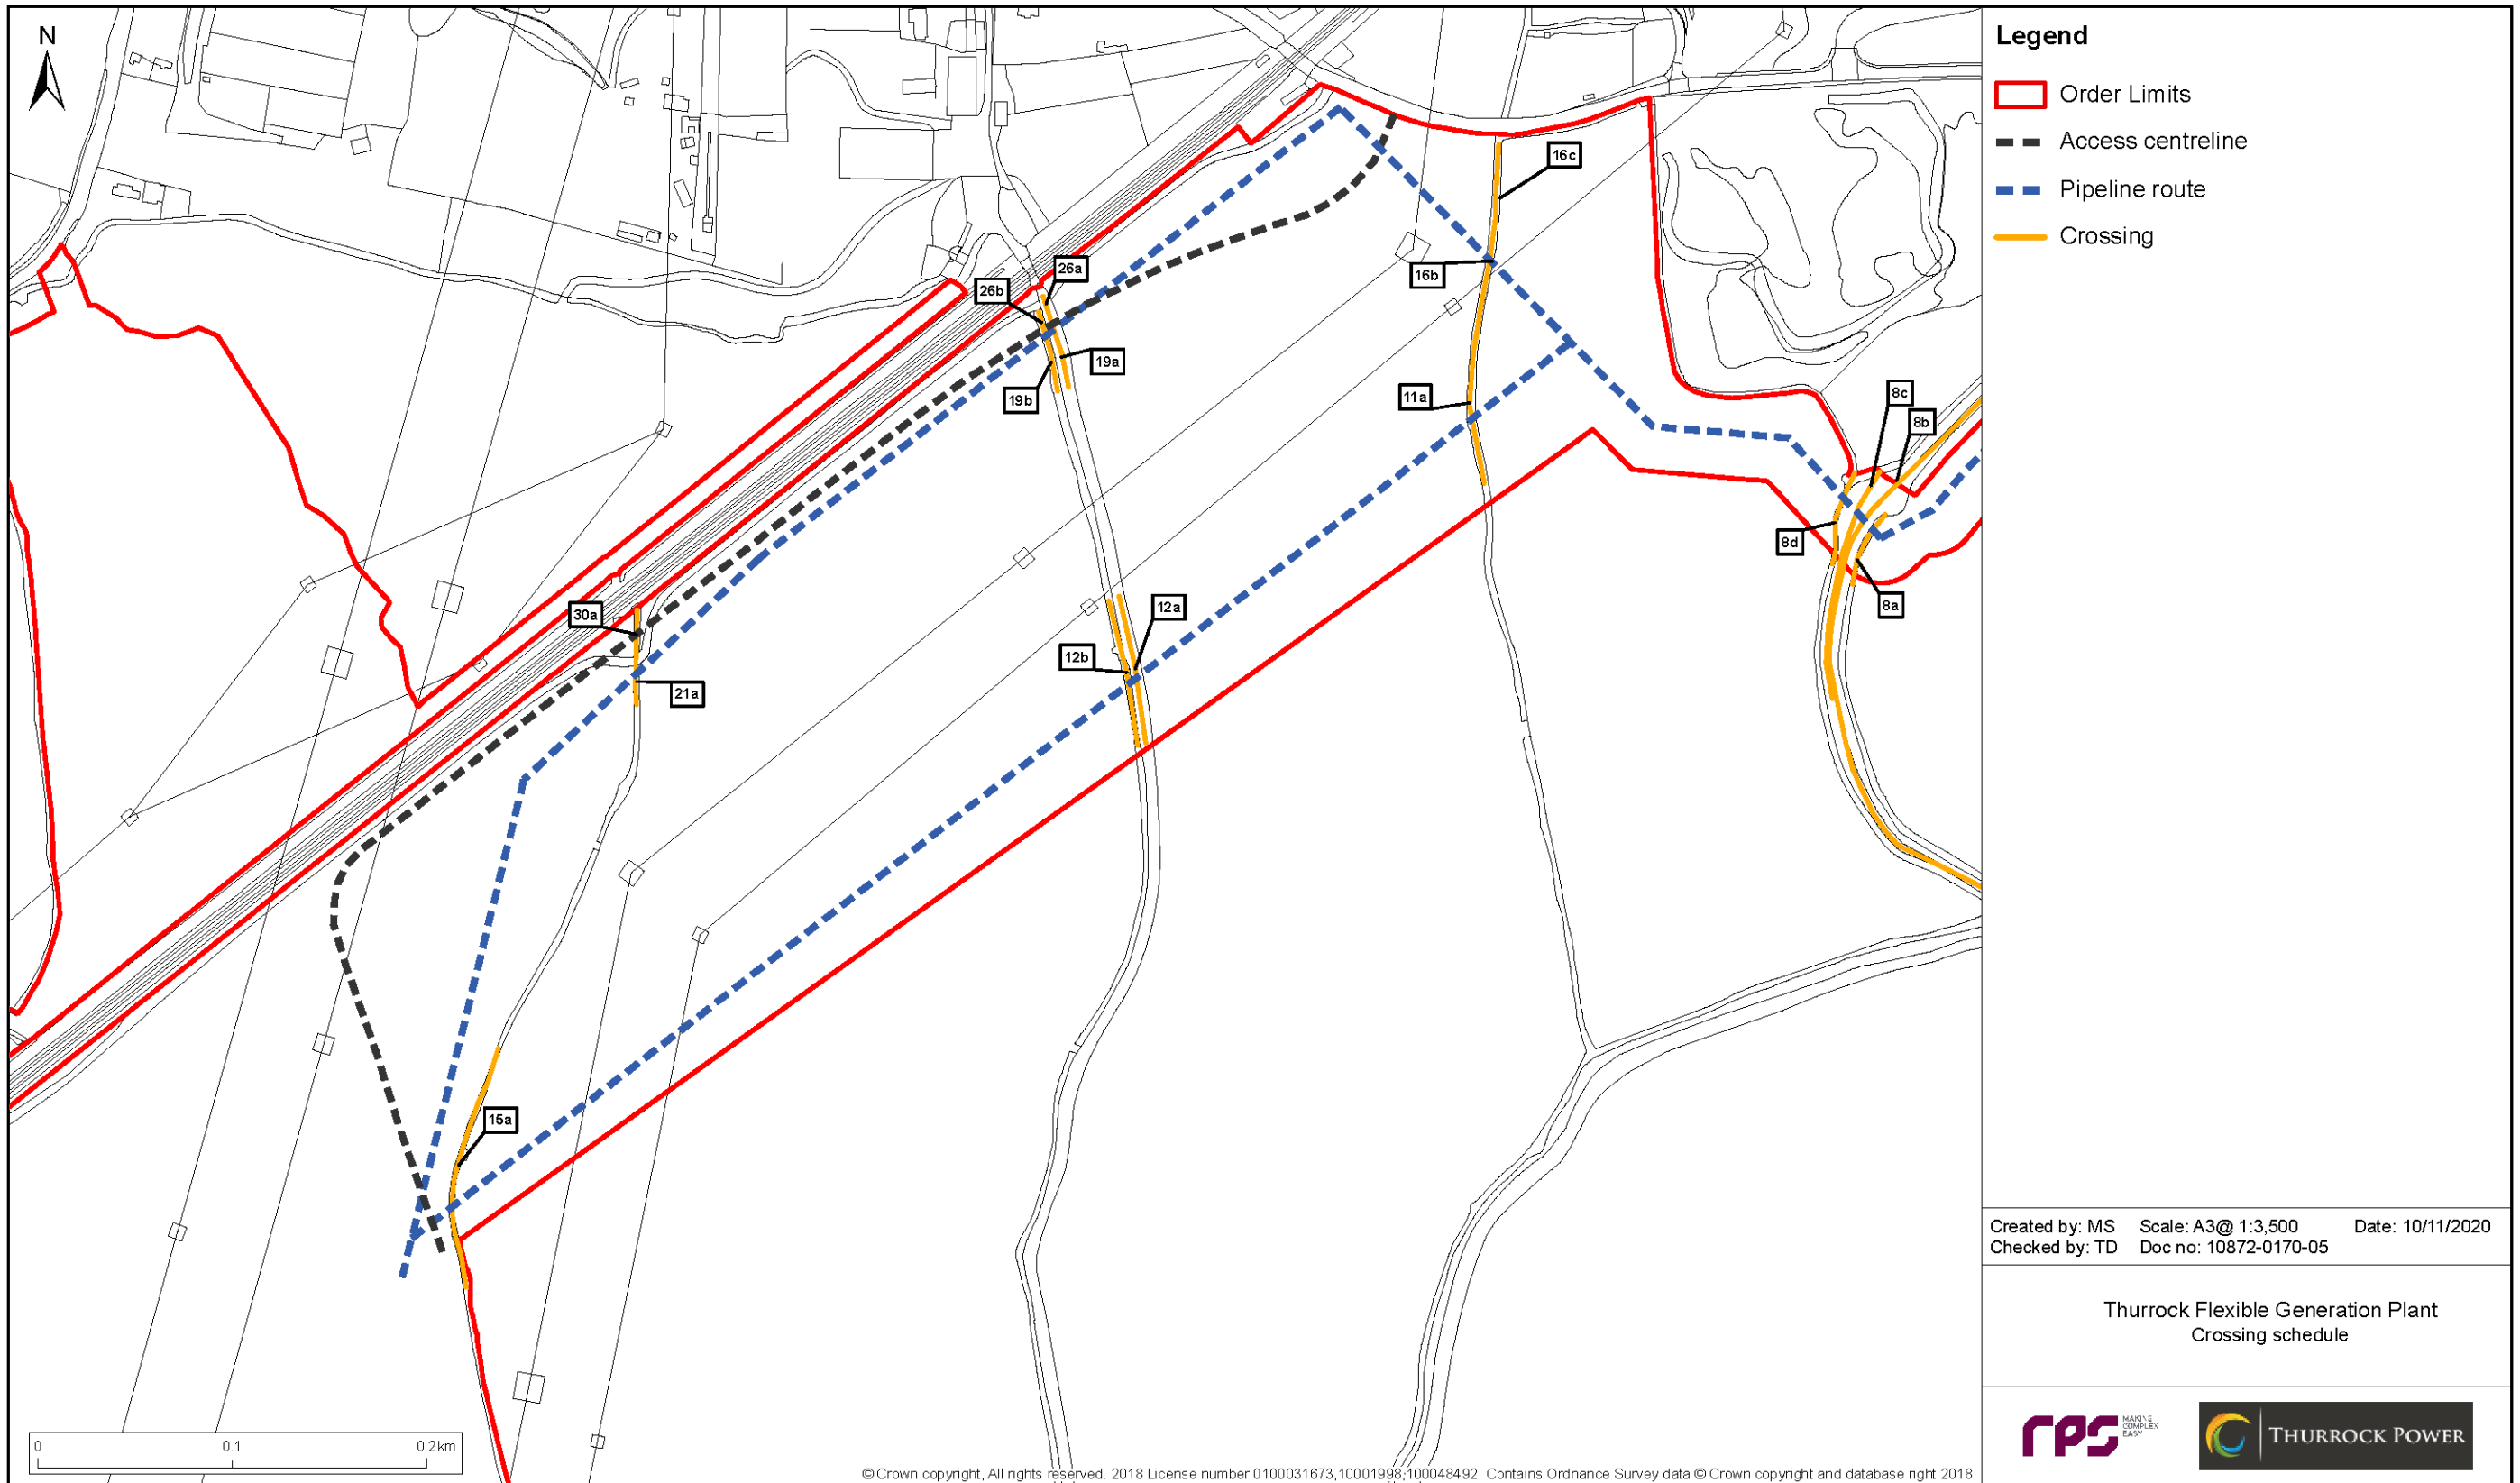 N
Legend
Order Limits
Access centreline
Pipeline route
Crossing
16c
26a
16b
26b
19a
19b
11a
8c
8b
8d
8a
30a
12a
12b
21a
15a
0 0.1 0.2km
© Crown copyright, All rights reserved. 2018 License number 0100031673,10001998,100048492. Contains Ordnance Survey data © Crown copyright and database right 2018.
Created by: MS Scale: A3@ 1:3,500 Date: 10/11/2020
Checked by: TD Doc no: 10872-0170-05
Thurrock Flexible Generation Plant
Crossing schedule
rps
MAKING
COMPLEX
EASY
THURROCK POWER